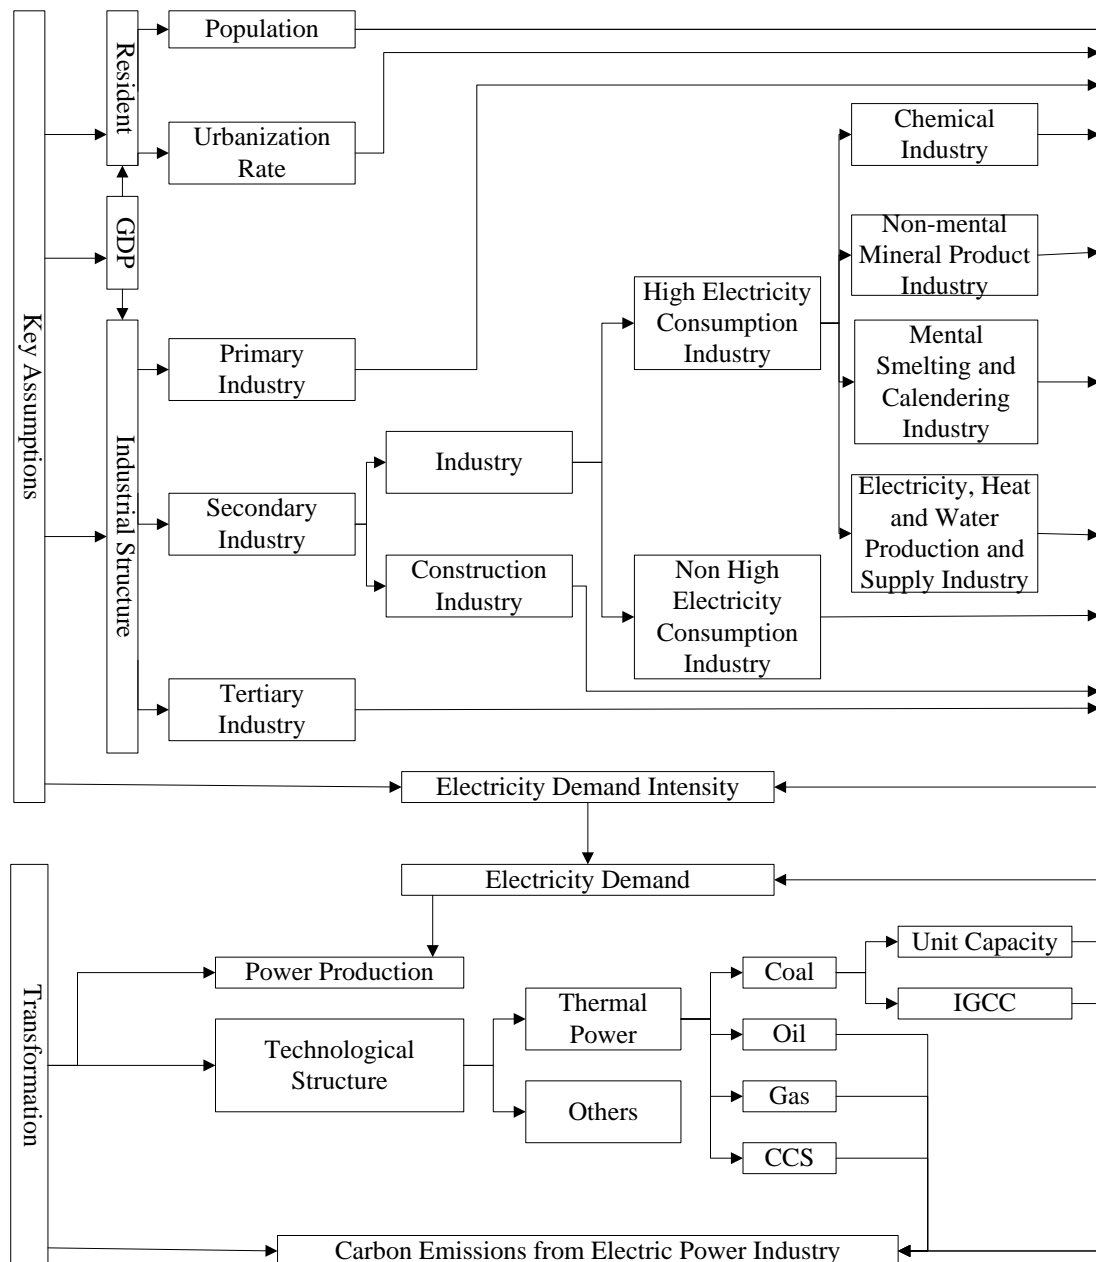 Key Assumptions
Resident
GDP
Industrial Structure
Population
Urbanization
Rate
Primary
Industry
Secondary
Industry
Tertiary
Industry
Industry
Construction
Industry
High Electricity
Consumption
Industry
Non High
Electricity
Consumption
Industry
Chemical
Industry
Non-mental
Mineral Product
Industry
Mental
Smelting and
Calendering
Industry
Electricity, Heat
and Water
Production and
Supply Industry
Electricity Demand Intensity
Electricity Demand
Transformation
Power Production
Technological
Structure
Thermal
Power
Others
Coal
Oil
Gas
CCS
Unit Capacity
IGCC
Carbon Emissions from Electric Power Industry